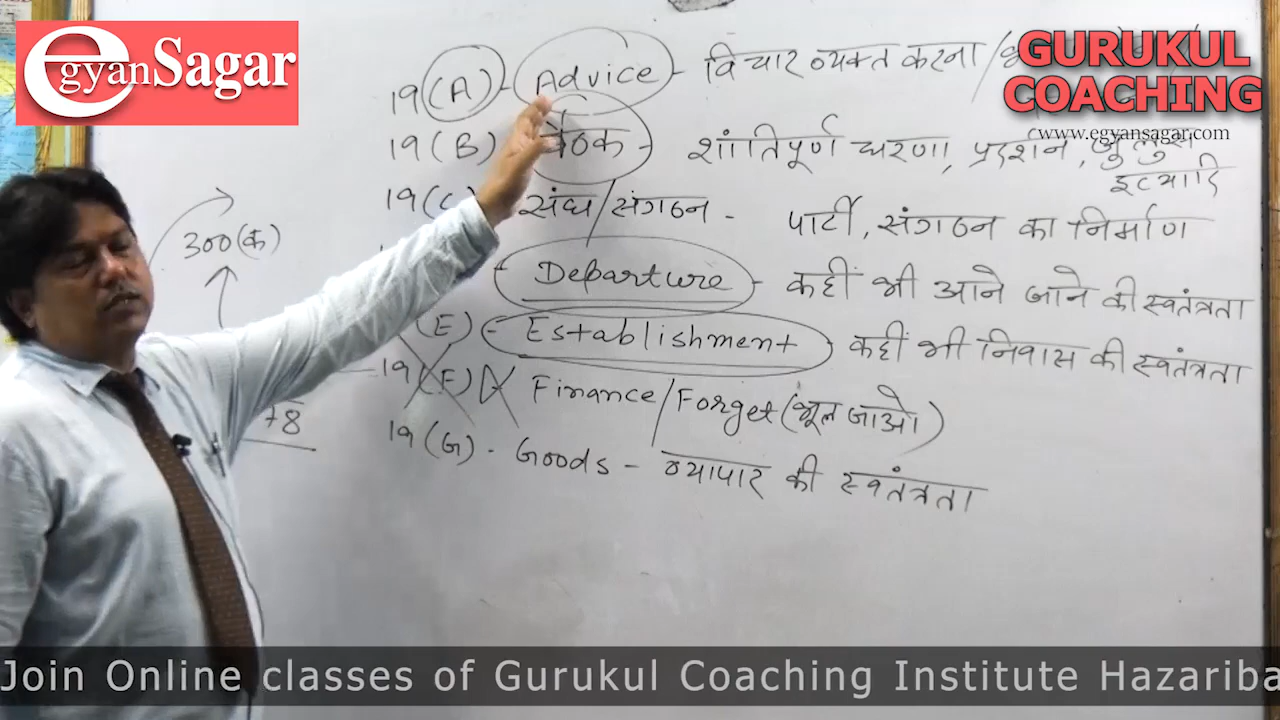 egyanSagar
GURUKUL
COACHING
www.egyansagar.com
19(A) - Advice - विचार व्यक्त करना /
19(B) बैठक - शांतिपूर्ण धरणा, प्रदर्शन, जुलुस
इत्यादि
19(C) संघ/संगठन - पार्टी, संगठन का निर्माण
Departure - कहीं भी आने जाने की स्वतंत्रता
(E) - Establishment - कहीं भी निवास की स्वतंत्रता
19(F) Finance/Forget (भूल जाओ)
19(G) - Goods - व्यापार की स्वतंत्रता
300(क)
78
Join Online classes of Gurukul Coaching Institute Hazariba